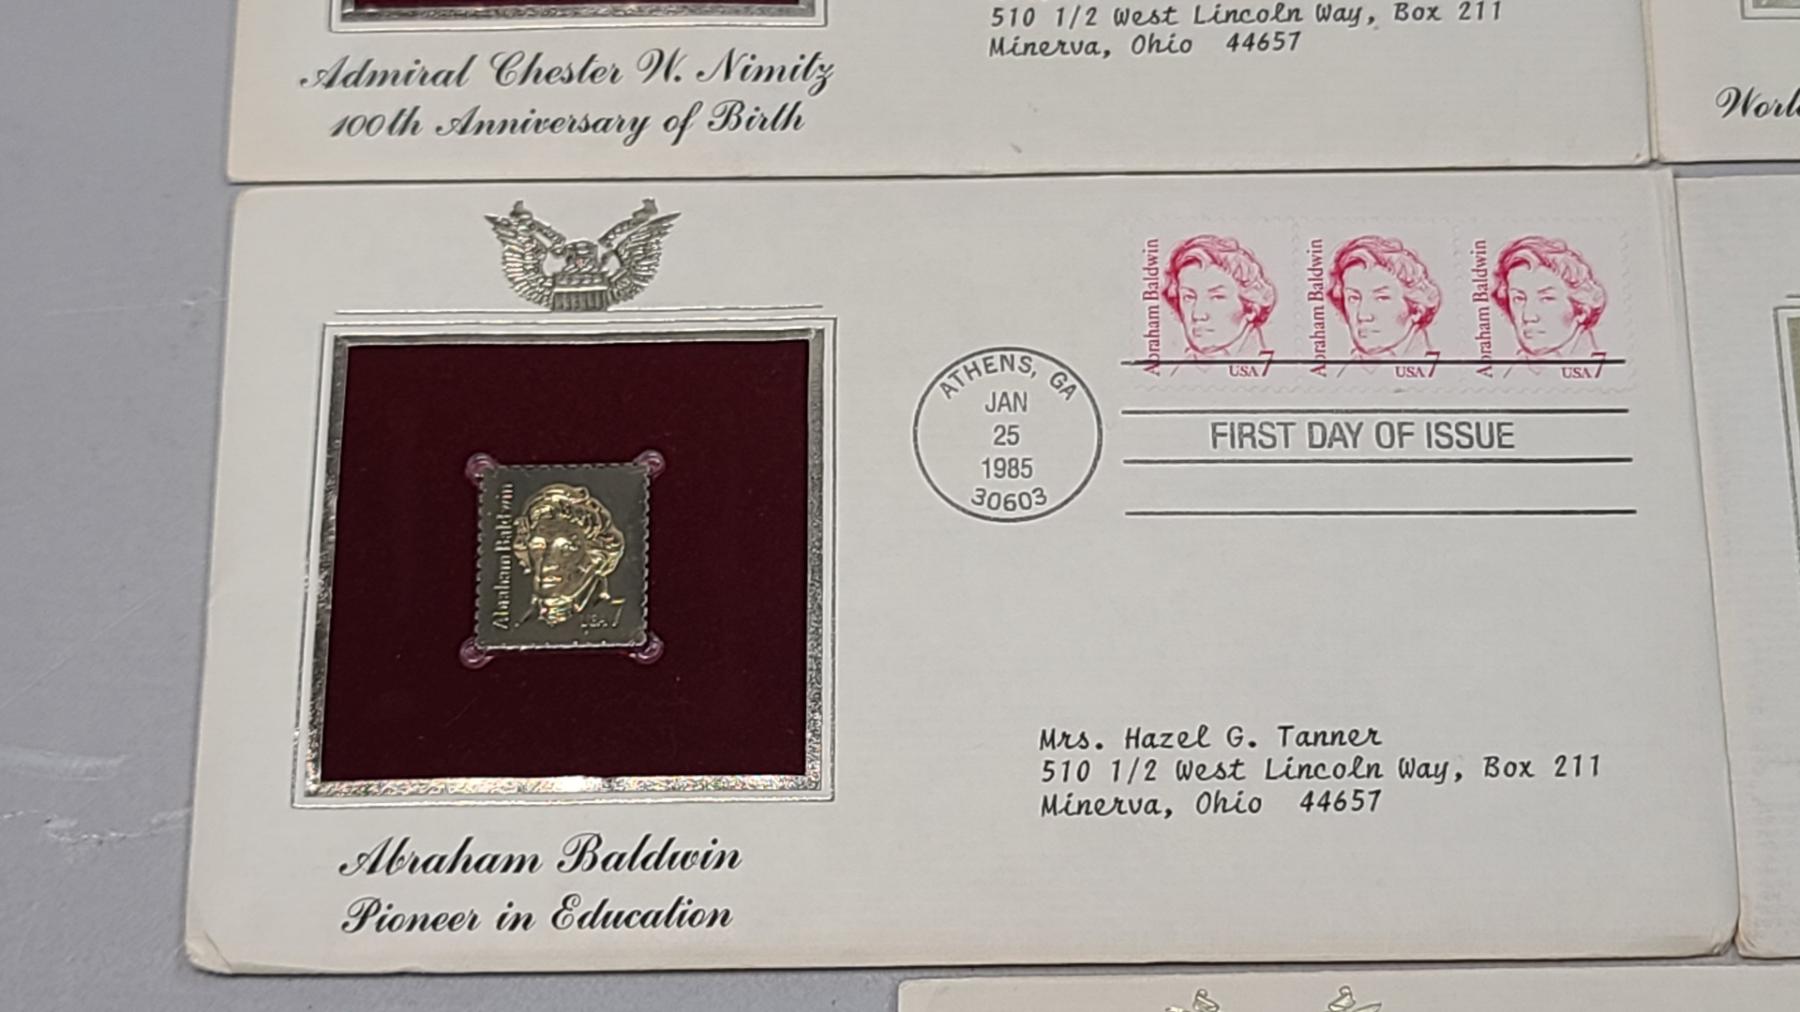 510 1/2 West Lincoln Way, Box 211
Minerva, Ohio 44657
Admiral Chester W. Nimitz
100th Anniversary of Birth
Abraham Baldwin
USA 7
Abraham Baldwin
USA 7
Abraham Baldwin
USA 7
ATHENS, GA
JAN
25
1985
30603
FIRST DAY OF ISSUE
Abraham Baldwin
USA 7
Mrs. Hazel G. Tanner
510 1/2 West Lincoln Way, Box 211
Minerva, Ohio 44657
Abraham Baldwin
Pioneer in Education